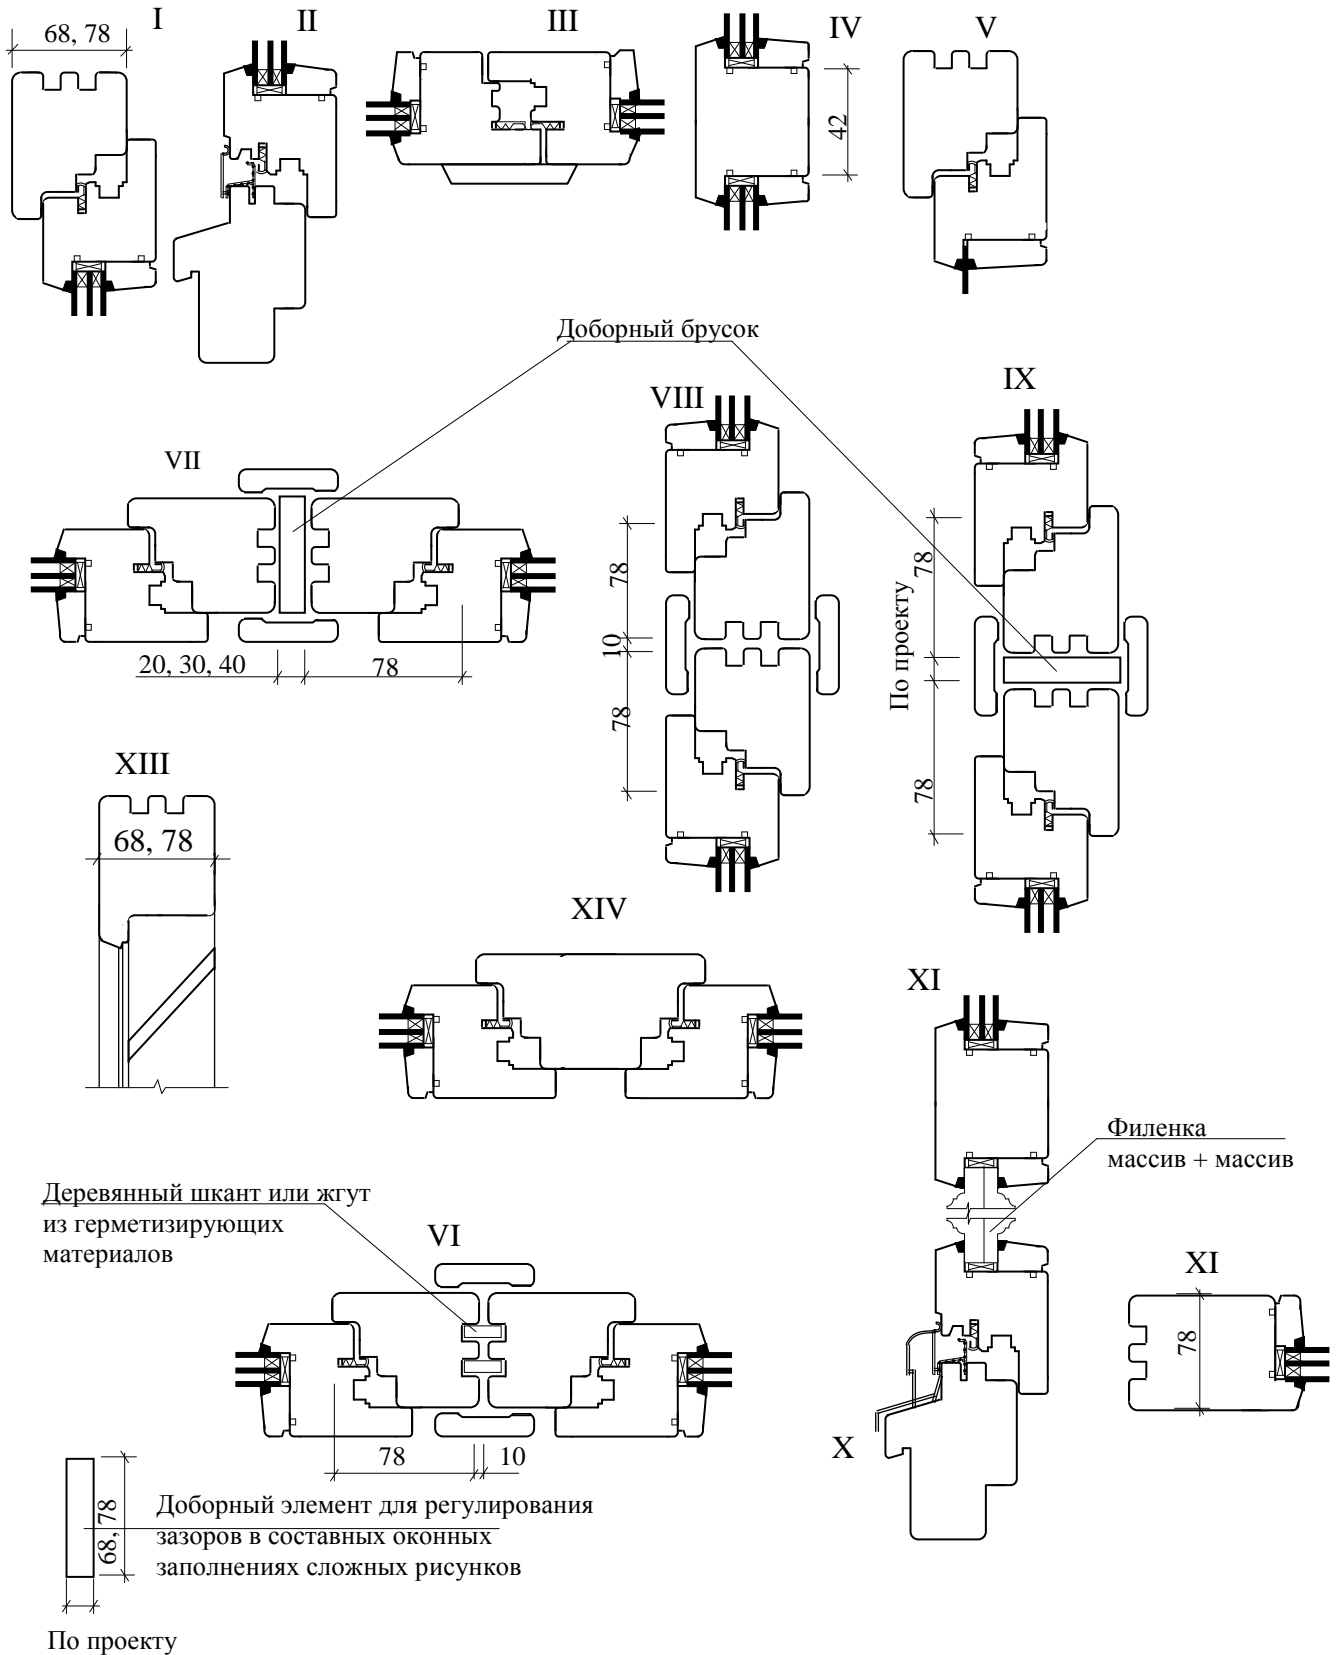 I
II
III
IV
V
68, 78
42
Доборный брусок
VII
VIII
IX
20, 30, 40
78
78
10
78
78
По проекту
78
XIII
68, 78
XIV
XI
Филенка
массив + массив
Деревянный шкант или жгут
из герметизирующих
материалов
VI
XI
78
X
78
10
68, 78
Доборный элемент для регулирования
зазоров в составных оконных
заполнениях сложных рисунков
По проекту